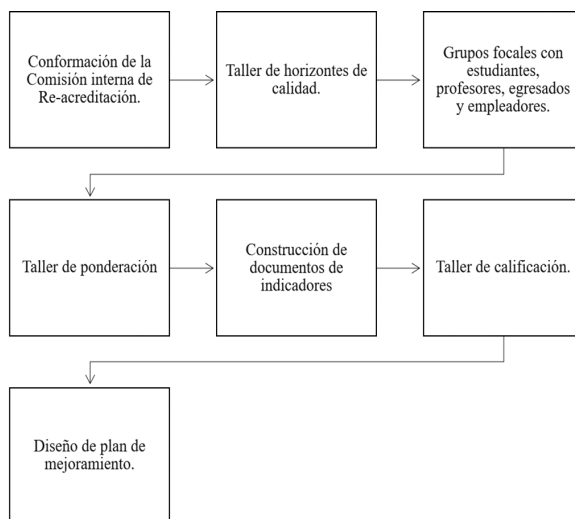 Conformación de la
Comisión interna de
Re-acreditación.
Taller de horizontes de
calidad.
Grupos focales con
estudiantes,
profesores, egresados
y empleadores.
Taller de ponderación
Construcción de
documentos de
indicadores
Taller de calificación.
Diseño de plan de
mejoramiento.